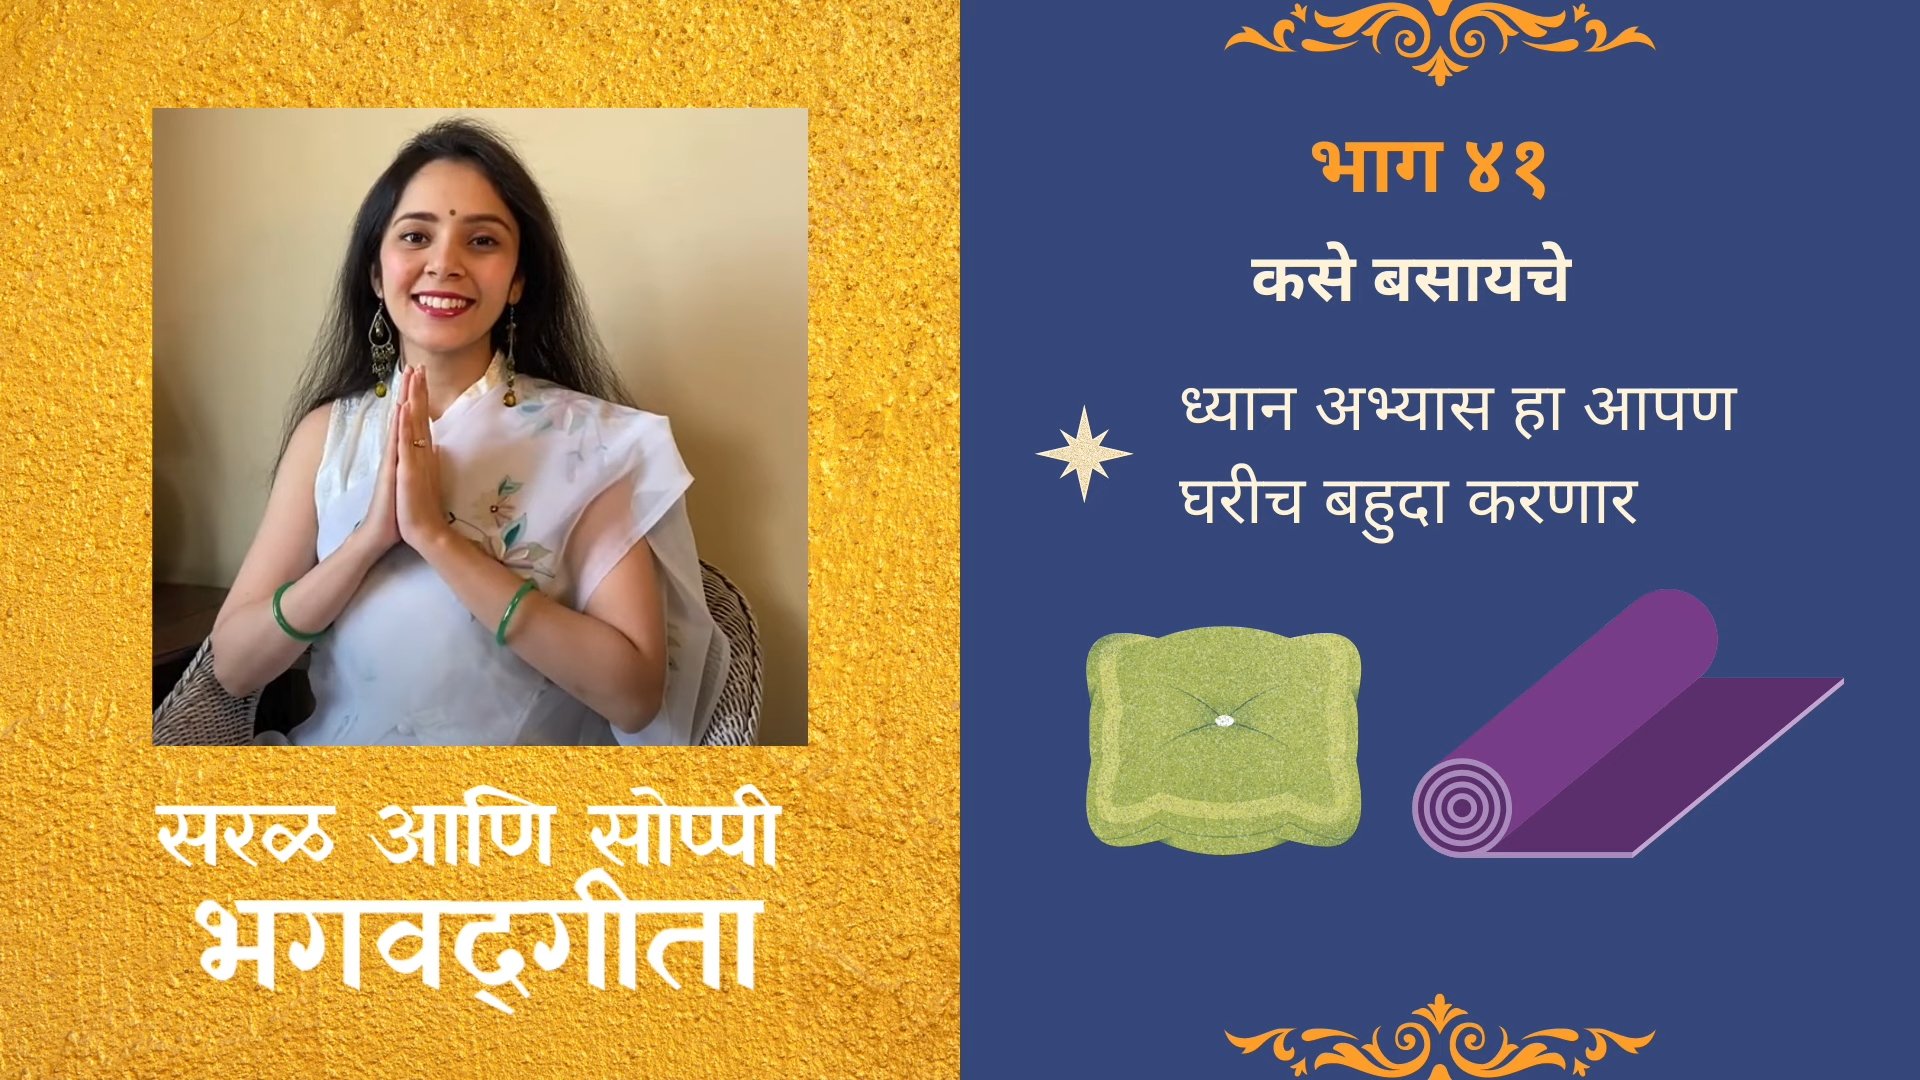 सरळ आणि सोप्पी
भगवद्‌गीता
भाग ४१
कसे बसायचे
ध्यान अभ्यास हा आपण
घरीच बहुदा करणार